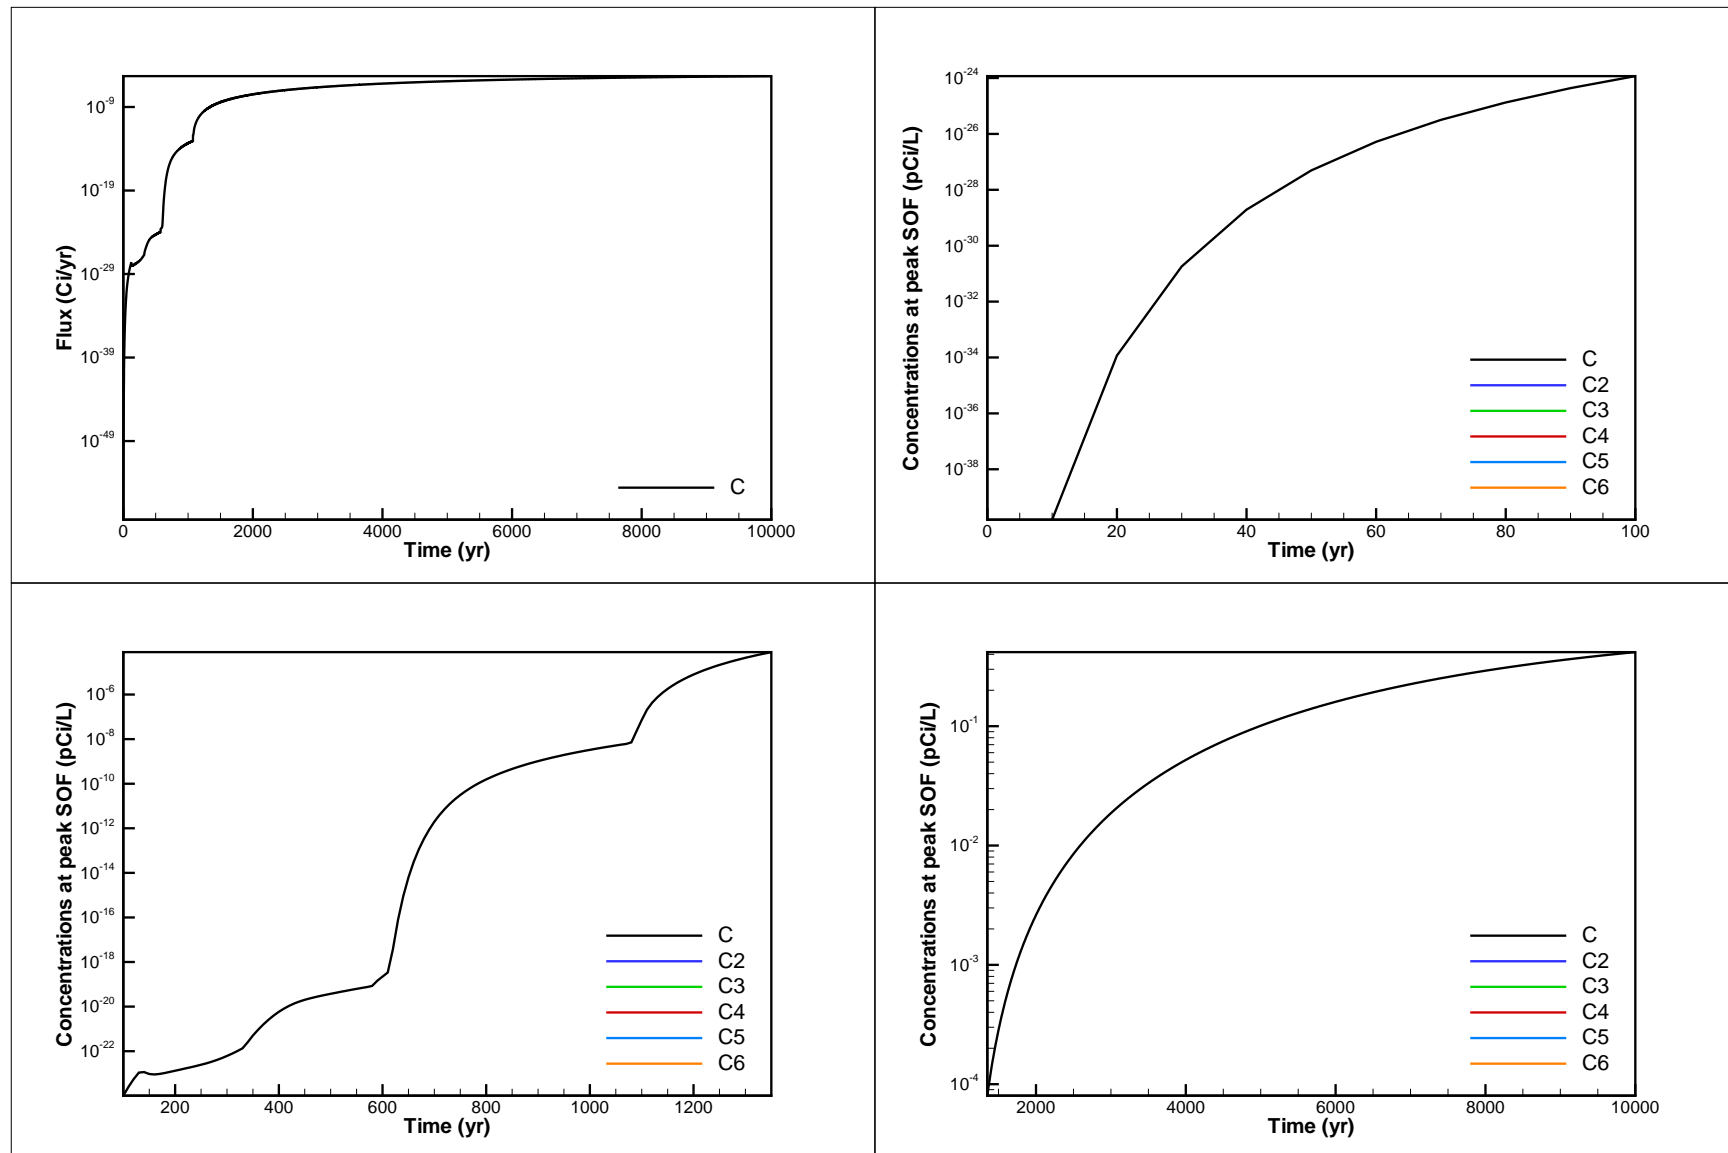 Flux (Ci/yr)
10^-9
10^-19
10^-29
10^-39
10^-49
C
0 2000 4000 6000 8000 10000
Time (yr)
Concentrations at peak SOF (pCi/L)
10^-24
10^-26
10^-28
10^-30
10^-32
10^-34
10^-36
10^-38
C
C2
C3
C4
C5
C6
0 20 40 60 80 100
Time (yr)
Concentrations at peak SOF (pCi/L)
10^-6
10^-8
10^-10
10^-12
10^-14
10^-16
10^-18
10^-20
10^-22
C
C2
C3
C4
C5
C6
200 400 600 800 1000 1200
Time (yr)
Concentrations at peak SOF (pCi/L)
10^-1
10^-2
10^-3
10^-4
C
C2
C3
C4
C5
C6
2000 4000 6000 8000 10000
Time (yr)